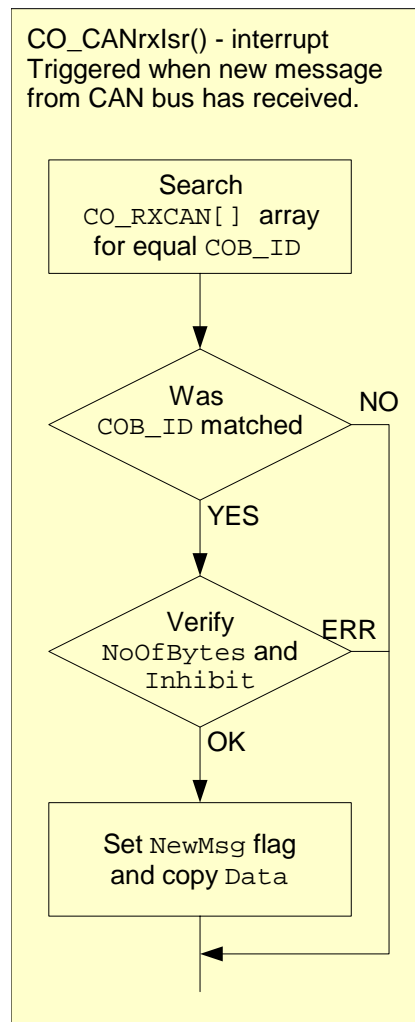 CO_CANrxIsr() - interrupt
Triggered when new message
from CAN bus has received.
Search
CO_RXCAN[] array
for equal COB_ID
Was
COB_ID matched
NO
YES
Verify
NoOfBytes and
Inhibit
ERR
OK
Set NewMsg flag
and copy Data